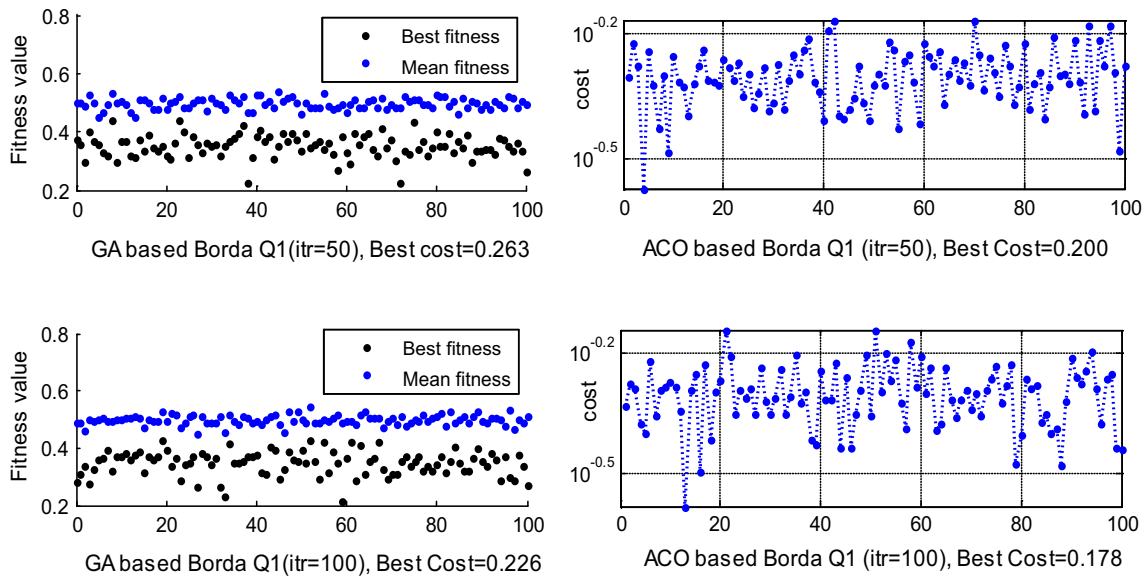 0.8
0.6
0.4
0.2
Fitness value
Best fitness
Mean fitness
0 20 40 60 80 100
GA based Borda Q1(itr=50), Best cost=0.263
10^-0.2
10^-0.5
cost
0 20 40 60 80 100
ACO based Borda Q1 (itr=50), Best Cost=0.200
0.8
0.6
0.4
0.2
Fitness value
Best fitness
Mean fitness
0 20 40 60 80 100
GA based Borda Q1(itr=100), Best Cost=0.226
10^-0.2
10^-0.5
cost
0 20 40 60 80 100
ACO based Borda Q1 (itr=100), Best Cost=0.178